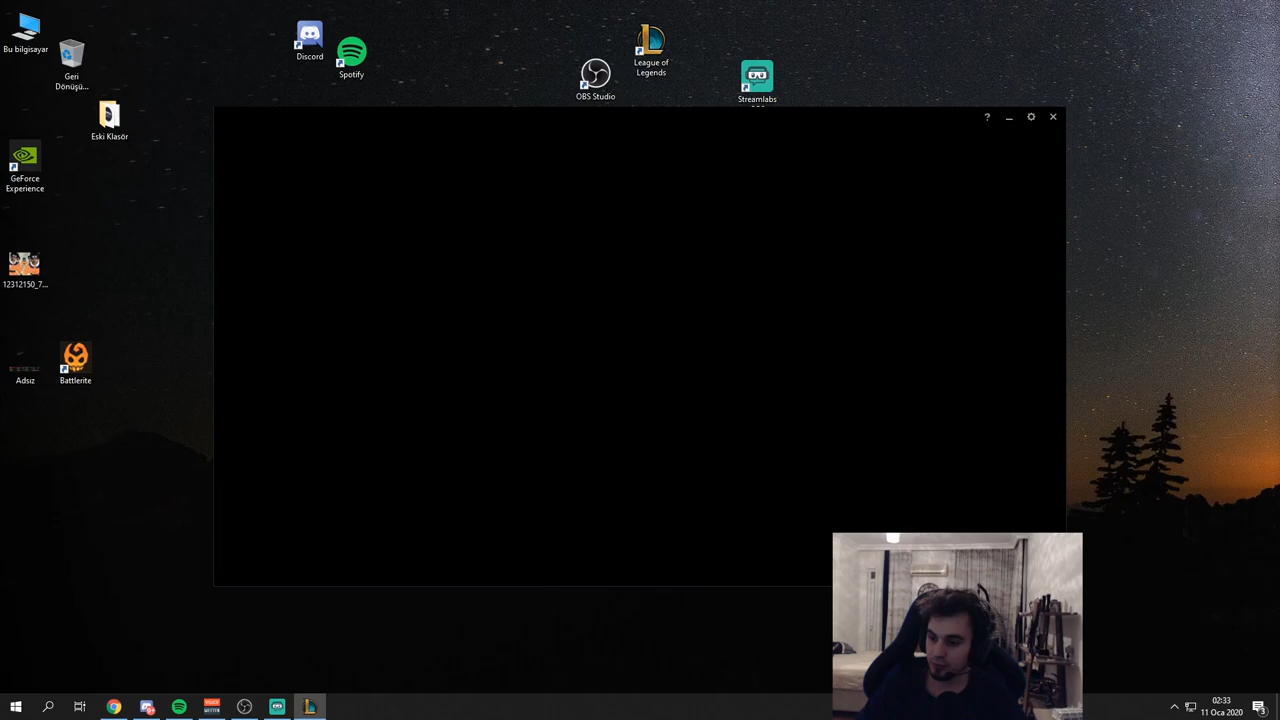 Bu bilgisayar
Geri
Dönüşü...
Eski Klasör
GeForce
Experience
12312150_7...
Adsız
Battlerite
Discord
Spotify
OBS Studio
League of
Legends
Streamlabs
?
02:33
11 Oca 2020
3